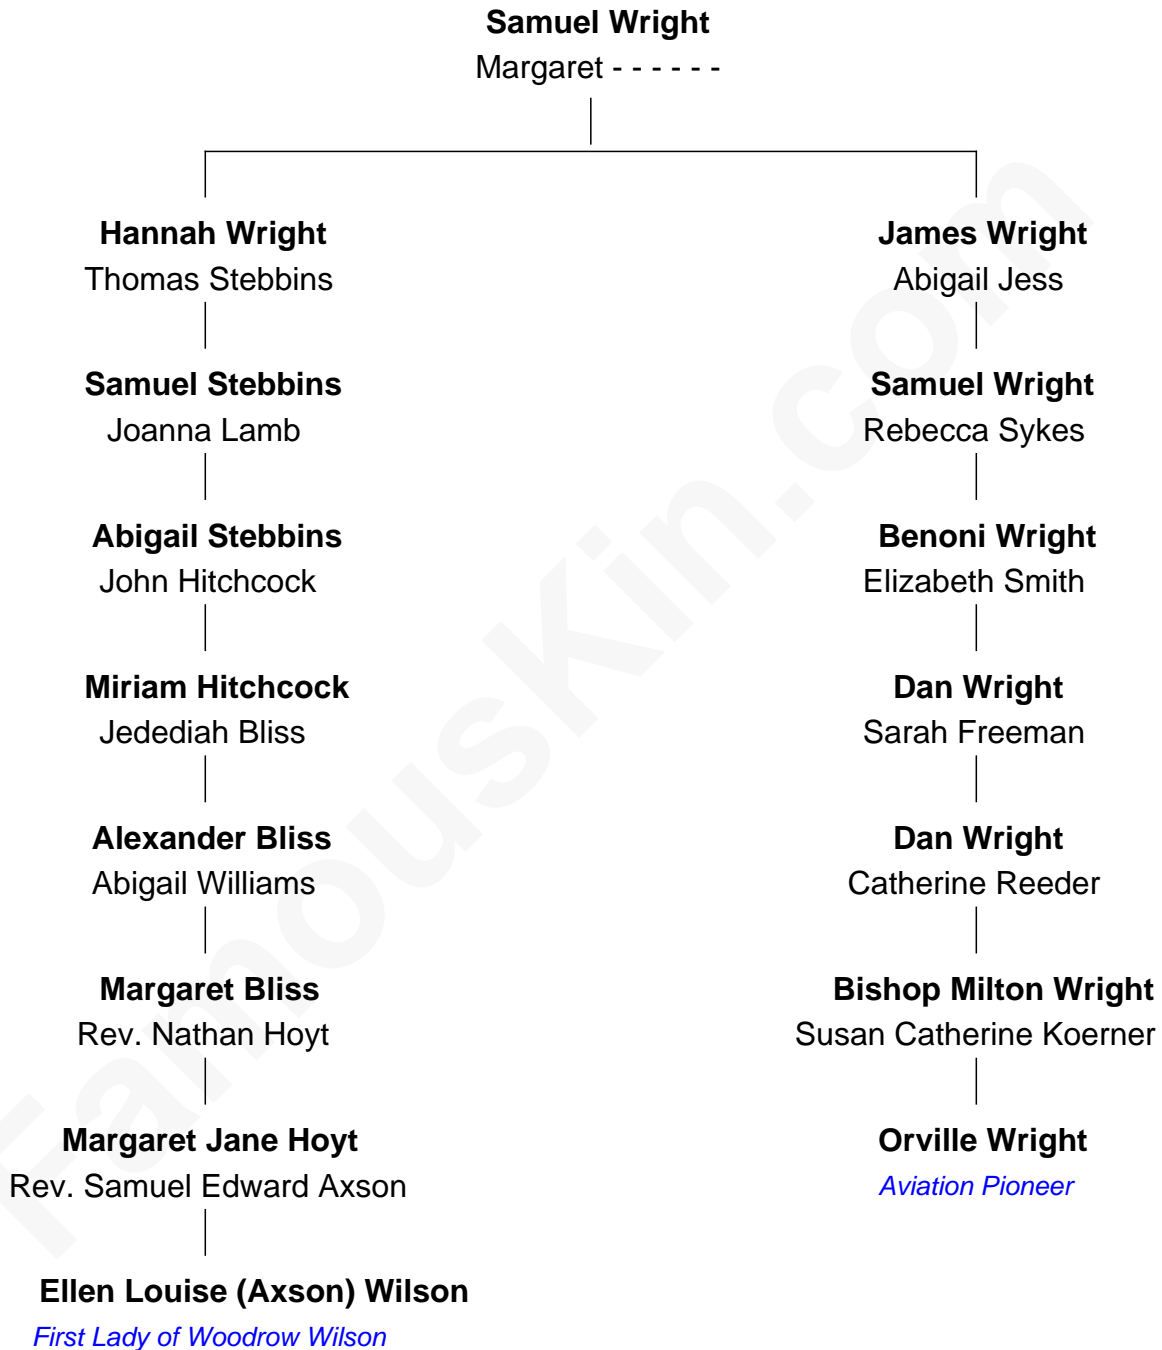 Samuel Wright
Margaret - - - - - -
Hannah Wright
Thomas Stebbins
James Wright
Abigail Jess
Samuel Stebbins
Joanna Lamb
Samuel Wright
Rebecca Sykes
Abigail Stebbins
John Hitchcock
Benoni Wright
Elizabeth Smith
Miriam Hitchcock
Jedediah Bliss
Dan Wright
Sarah Freeman
Alexander Bliss
Abigail Williams
Dan Wright
Catherine Reeder
Margaret Bliss
Rev. Nathan Hoyt
Bishop Milton Wright
Susan Catherine Koerner
Margaret Jane Hoyt
Rev. Samuel Edward Axson
Orville Wright
Aviation Pioneer
Ellen Louise (Axson) Wilson
First Lady of Woodrow Wilson
FamousKin.com